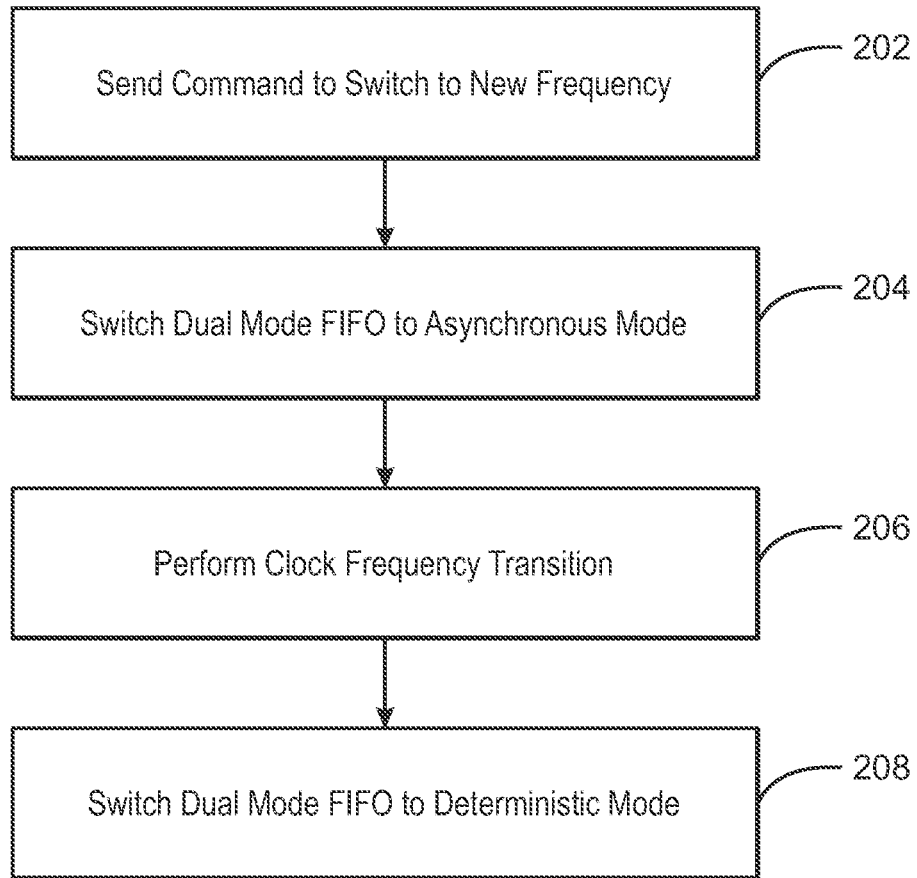 Send Command to Switch to New Frequency
202
Switch Dual Mode FIFO to Asynchronous Mode
204
Perform Clock Frequency Transition
206
Switch Dual Mode FIFO to Deterministic Mode
208